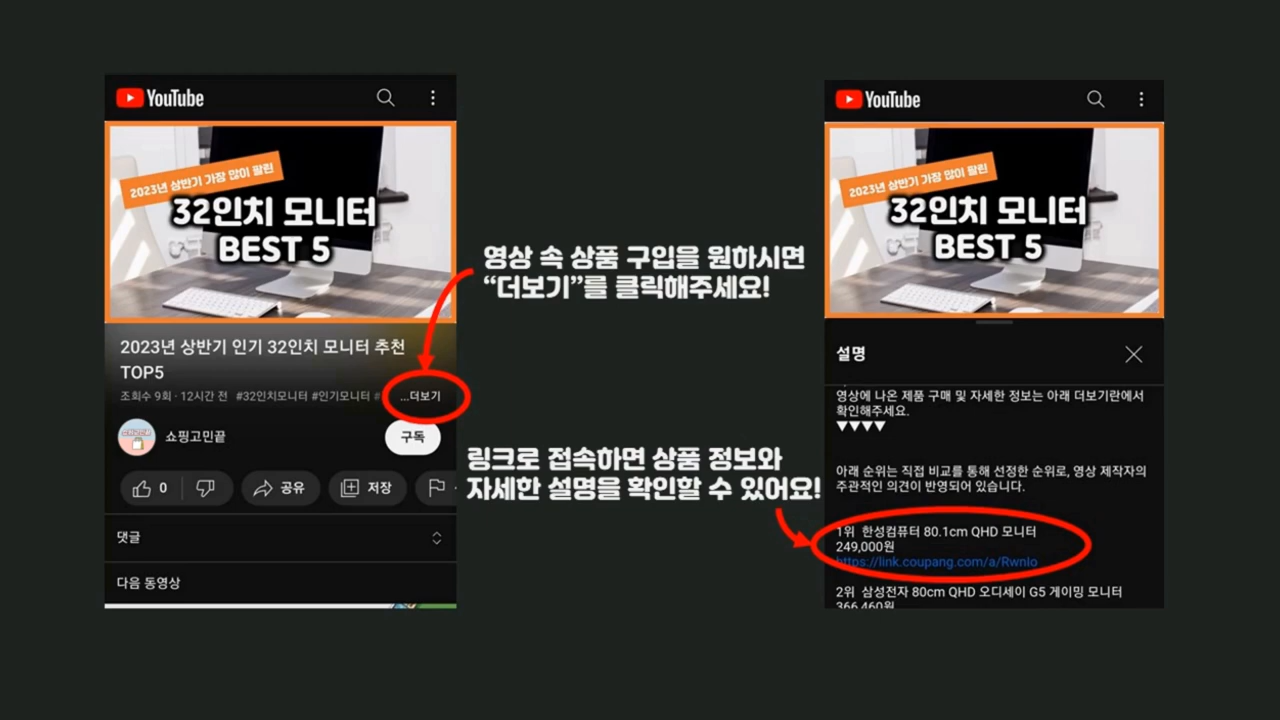 YouTube
2023년 상반기 가장 많이 팔린
32인치 모니터
BEST 5
2023년 상반기 인기 32인치 모니터 추천
TOP5
조회수 9회 · 12시간 전 #32인치모니터 #인기모니터 # ...더보기
쇼핑고민끝
구독
0
공유
저장
댓글
다음 동영상
영상 속 상품 구입을 원하시면
“더보기”를 클릭해주세요!
링크로 접속하면 상품 정보와
자세한 설명을 확인할 수 있어요!
YouTube
2023년 상반기 가장 많이 팔린
32인치 모니터
BEST 5
설명
영상에 나온 제품 구매 및 자세한 정보는 아래 더보기란에서
확인해주세요.
▼▼▼▼
아래 순위는 직접 비교를 통해 선정한 순위로, 영상 제작자의
주관적인 의견이 반영되어 있습니다.
1위 한성컴퓨터 80.1cm QHD 모니터
249,000원
https://link.coupang.com/a/RwnIo
2위 삼성전자 80cm QHD 오디세이 G5 게이밍 모니터
366,460원